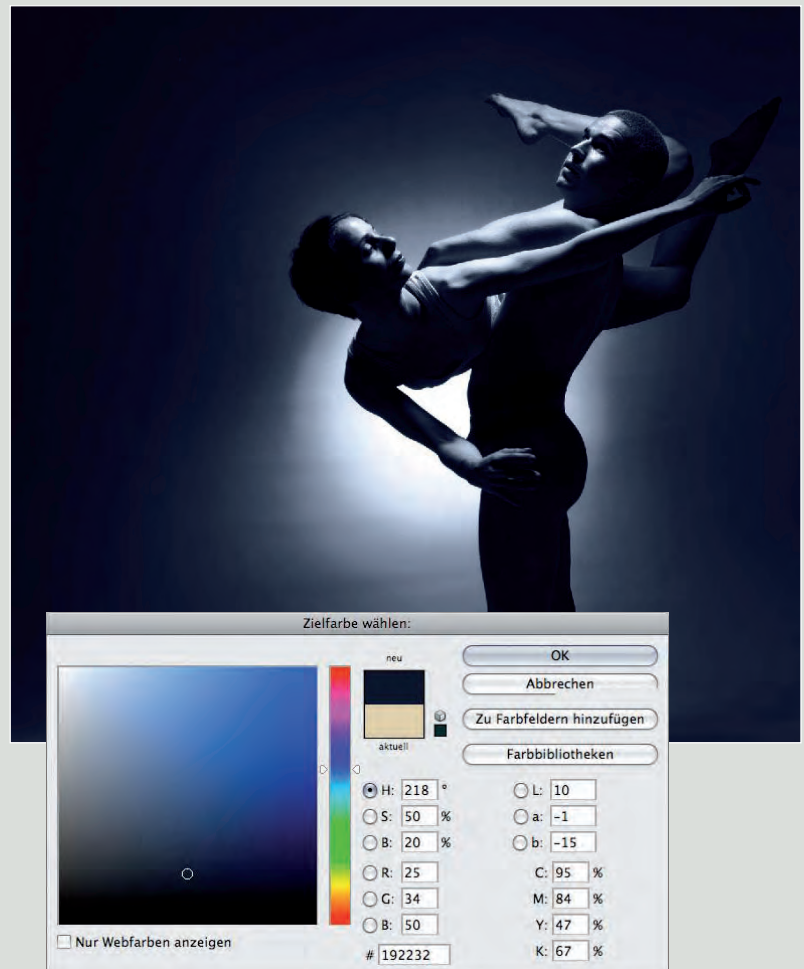 Zielfarbe wählen:
neu
aktuell
OK
Abbrechen
Zu Farbfeldern hinzufügen
Farbbibliotheken
H: 218 °
S: 50 %
B: 20 %
R: 25
G: 34
B: 50
# 192232
L: 10
a: -1
b: -15
C: 95 %
M: 84 %
Y: 47 %
K: 67 %
Nur Webfarben anzeigen